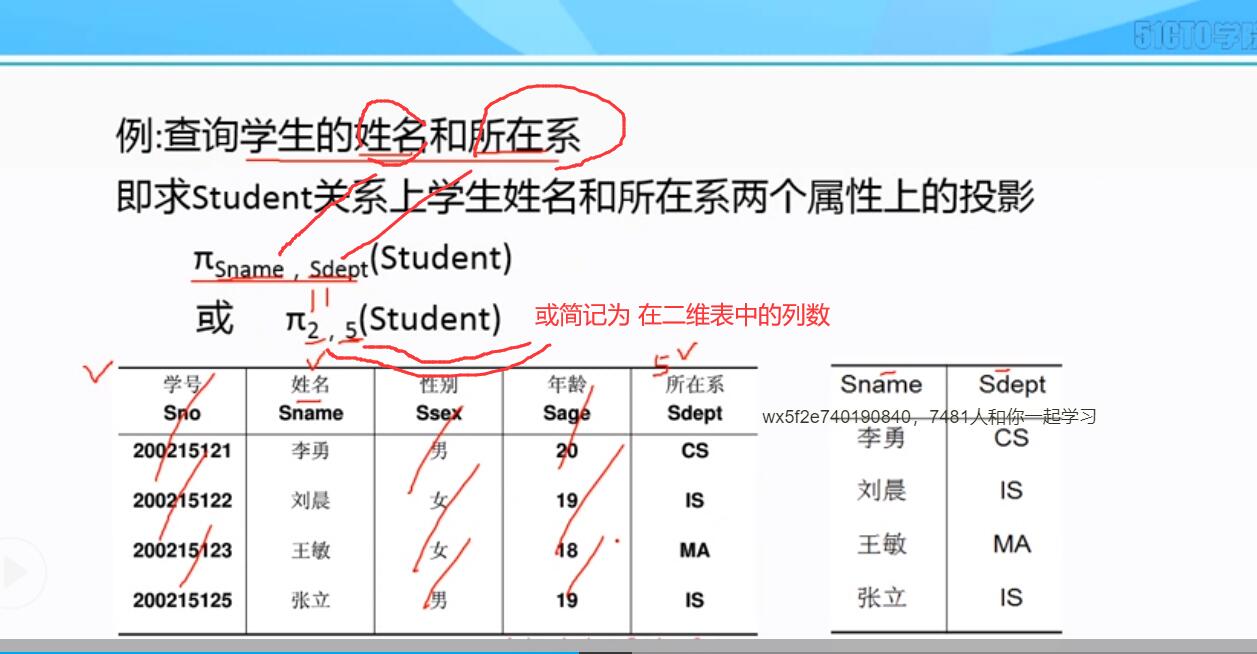 51CTO学院
例:查询学生的姓名和所在系
即求Student关系上学生姓名和所在系两个属性上的投影
πSname , Sdept(Student)
或 π2 , 5(Student) 或简记为 在二维表中的列数
5
学号 姓名 性别 年龄 所在系
Sno Sname Ssex Sage Sdept
200215121 李勇 男 20 CS
200215122 刘晨 女 19 IS
200215123 王敏 女 18 MA
200215125 张立 男 19 IS
Sname Sdept
wx5f2e740190840，7481人和你一起学习
李勇 CS
刘晨 IS
王敏 MA
张立 IS